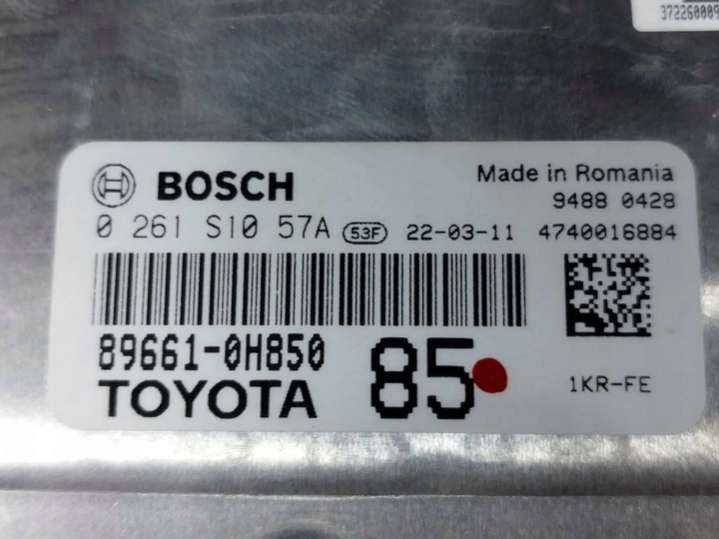 372260009
BOSCH Made in Romania
9488 0428
0 261 S10 57A 53F 22-03-11 4740016884
89661-0H850
TOYOTA 85 1KR-FE